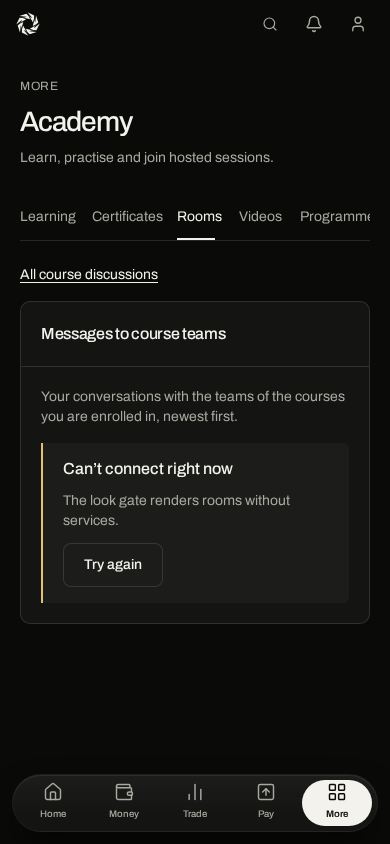 MORE
Academy
Learn, practise and join hosted sessions.
Learning Certificates Rooms Videos Programme
All course discussions
Messages to course teams
Your conversations with the teams of the courses
you are enrolled in, newest first.
Can’t connect right now
The look gate renders rooms without
services.
Try again
Home Money Trade Pay More